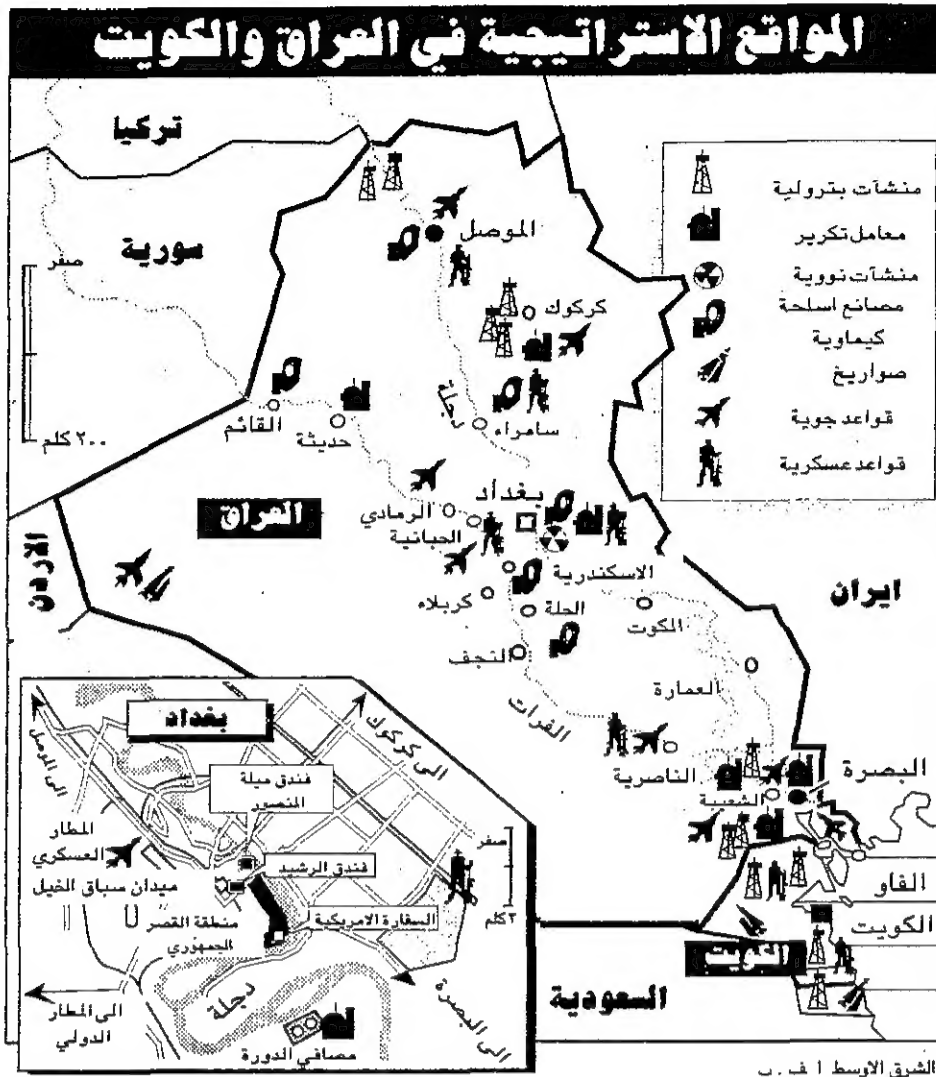 المواقع الاستراتيجية في العراق والكويت
تركيا
سورية
صفر
٢٠٠ كلم
منشآت بترولية
معامل تكرير
منشآت نووية
مصانع اسلحة
كيماوية
صواريخ
قواعد جوية
قواعد عسكرية
الموصل
كركوك
دجلة
سامراء
القائم
حديثة
العراق
بغداد
الرمادي
الحبانية
الاسكندرية
كربلاء
الحلة
الكوت
النجف
العمارة
الفرات
الناصرية
الشعيبة
البصرة
الفاو
الكويت
الكويت
السعودية
ايران
الاردن
بغداد
الى الموصل
الى كركوك
فندق ميلة
المنصور
المطار
العسكري
فندق الرشيد
ميدان سباق الخيل
السفارة الامريكية
منطقة القصر
الجمهوري
صفر
٢ كلم
دجلة
الى البصرة
الى المطار
الدولي
مصافي الدورة
الشرق الاوسط ا ف . ب